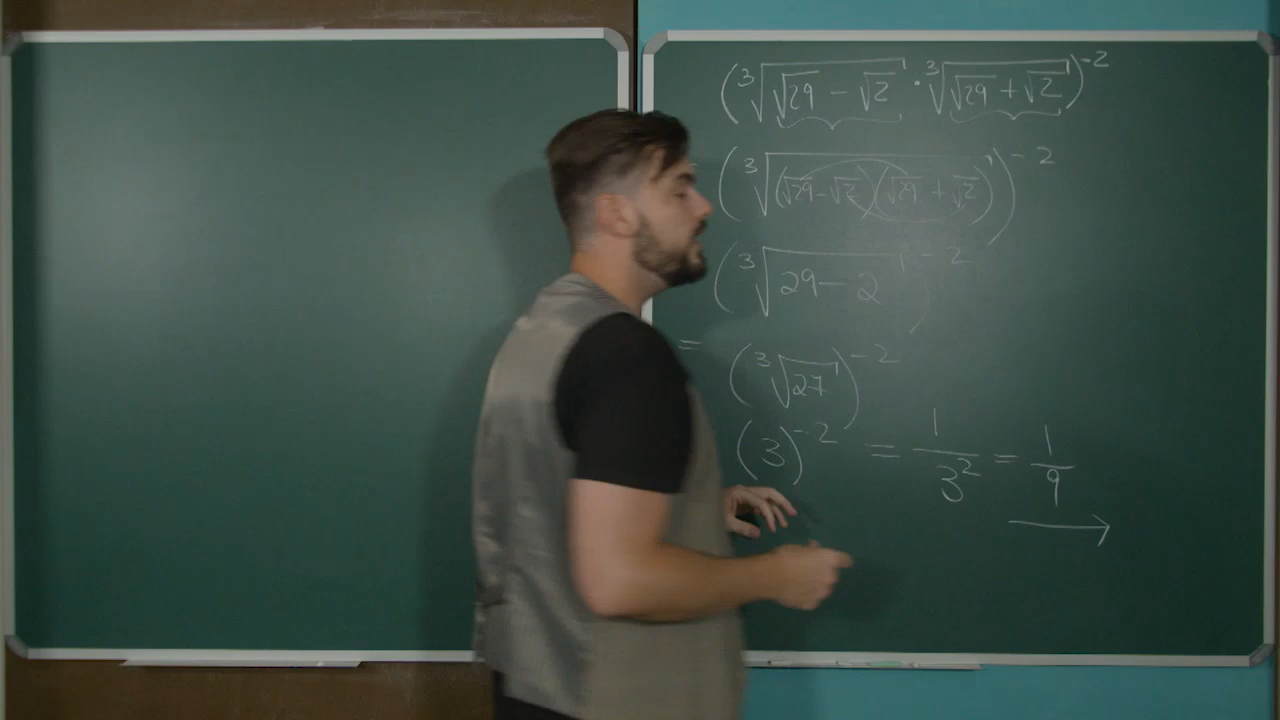 (∛(√29 − √2) · ∛(√29 + √2))⁻²
(∛((√29 − √2)(√29 + √2)))⁻²
(∛(29 − 2))⁻²
= (∛27)⁻²
(3)⁻² = 1/3² = 1/9
→